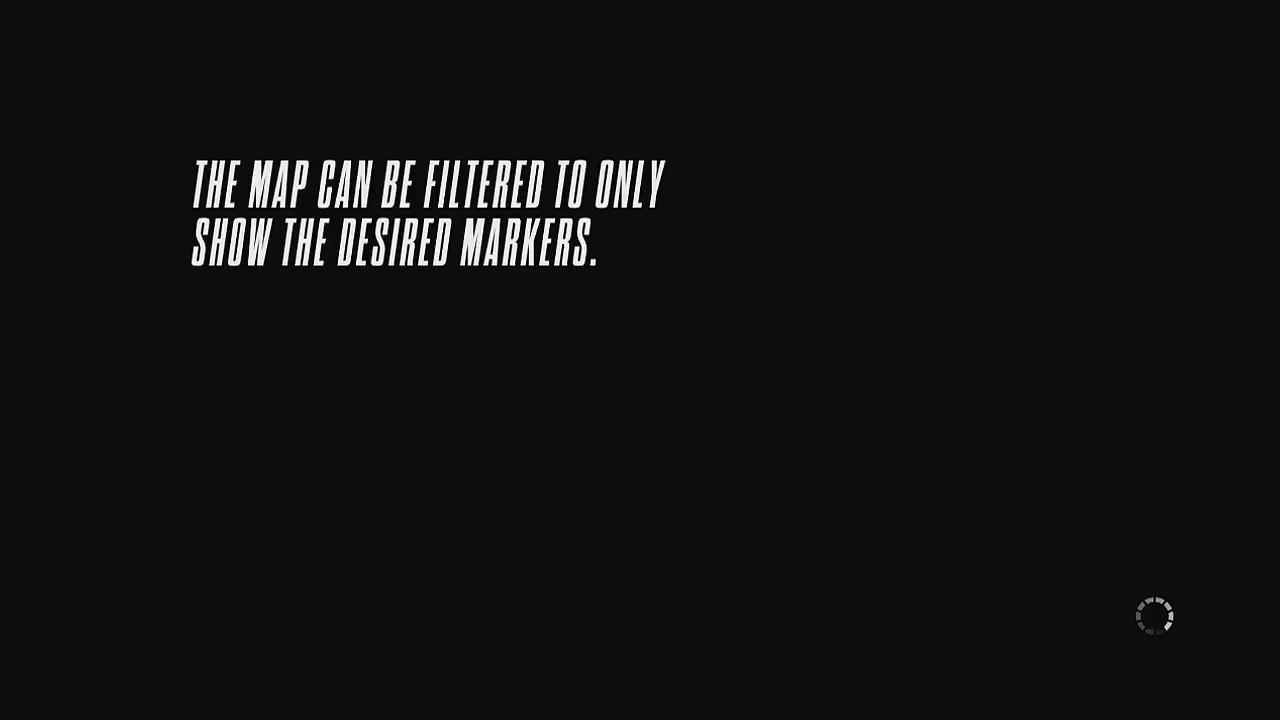 THE MAP CAN BE FILTERED TO ONLY
SHOW THE DESIRED MARKERS.